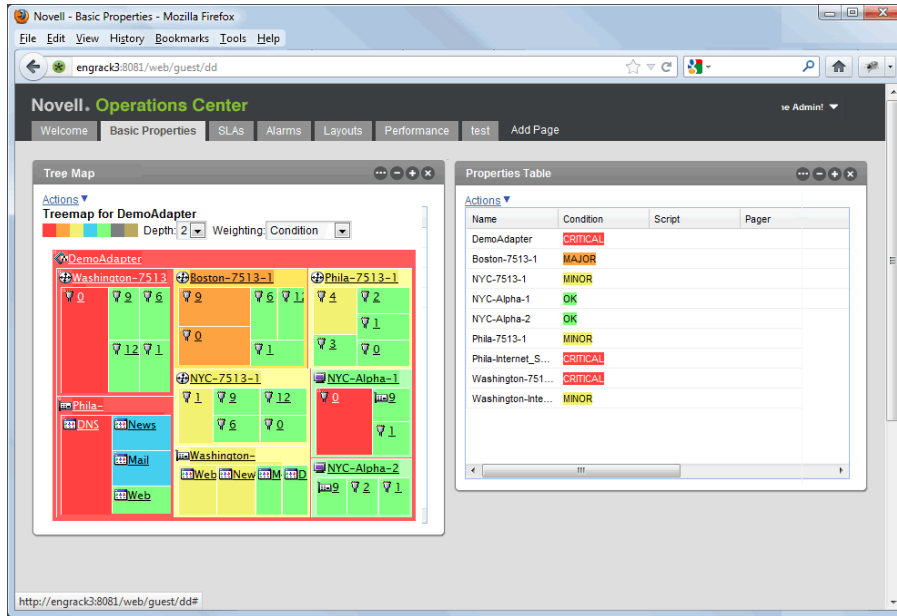 Novell - Basic Properties - Mozilla Firefox
File Edit View History Bookmarks Tools Help
engrack3:8081/web/guest/dd
Novell. Operations Center
ıe Admin!
Welcome Basic Properties SLAs Alarms Layouts Performance test Add Page
Tree Map
Actions
Treemap for DemoAdapter
Depth: 2 Weighting: Condition
DemoAdapter
Washington-7513 Boston-7513-1 Phila-7513-1
0 9 6 9 6 1 4 2
1
12 1 0 1 3 0
NYC-7513-1 NYC-Alpha-1
1 9 12 0 9
6 0 1
Phila-
DNS News
Mail
Web
Washington-
Web New M D
NYC-Alpha-2
9 2 1
Properties Table
Actions
Name Condition Script Pager
DemoAdapter CRITICAL
Boston-7513-1 MAJOR
NYC-7513-1 MINOR
NYC-Alpha-1 OK
NYC-Alpha-2 OK
Phila-7513-1 MINOR
Phila-Internet_S... CRITICAL
Washington-751... CRITICAL
Washington-Inte... MINOR
http://engrack3:8081/web/guest/dd#